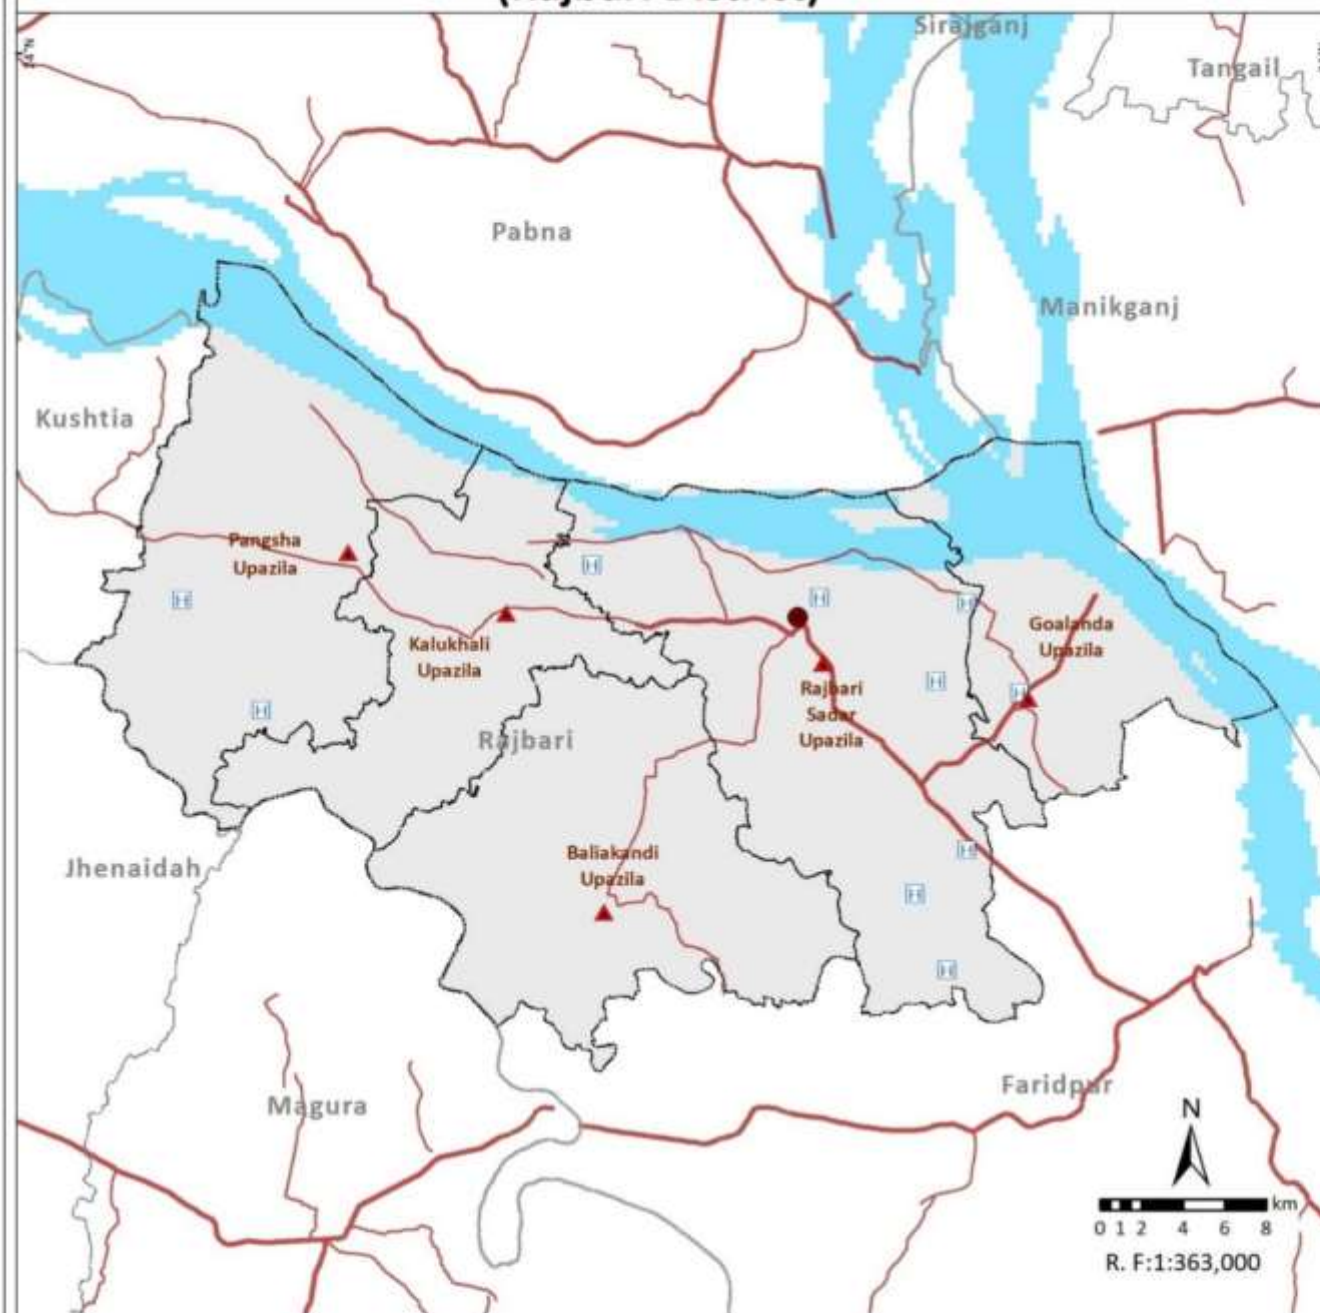 Sirajganj
24°N
Tangail
Pabna
Manikganj
Kushtia
Pangsha
Upazila
H
H
H
H
Goalanda
Upazila
Kalukhali
Upazila
H
H
Rajbari
Sadar
Upazila
H
Rajbari
Baliakandi
Upazila
H
Jhenaidah
H
H
Faridpur
Magura
N
km
0 1 2 4 6 8
R. F:1:363,000